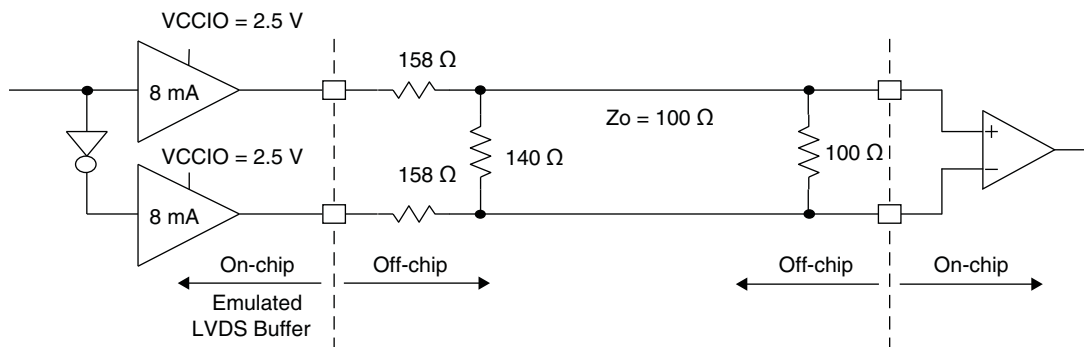 VCCIO = 2.5 V
158 Ω
8 mA
Zo = 100 Ω
+
VCCIO = 2.5 V
140 Ω
100 Ω
158 Ω
–
8 mA
On-chip
Off-chip
Off-chip
On-chip
Emulated
LVDS Buffer